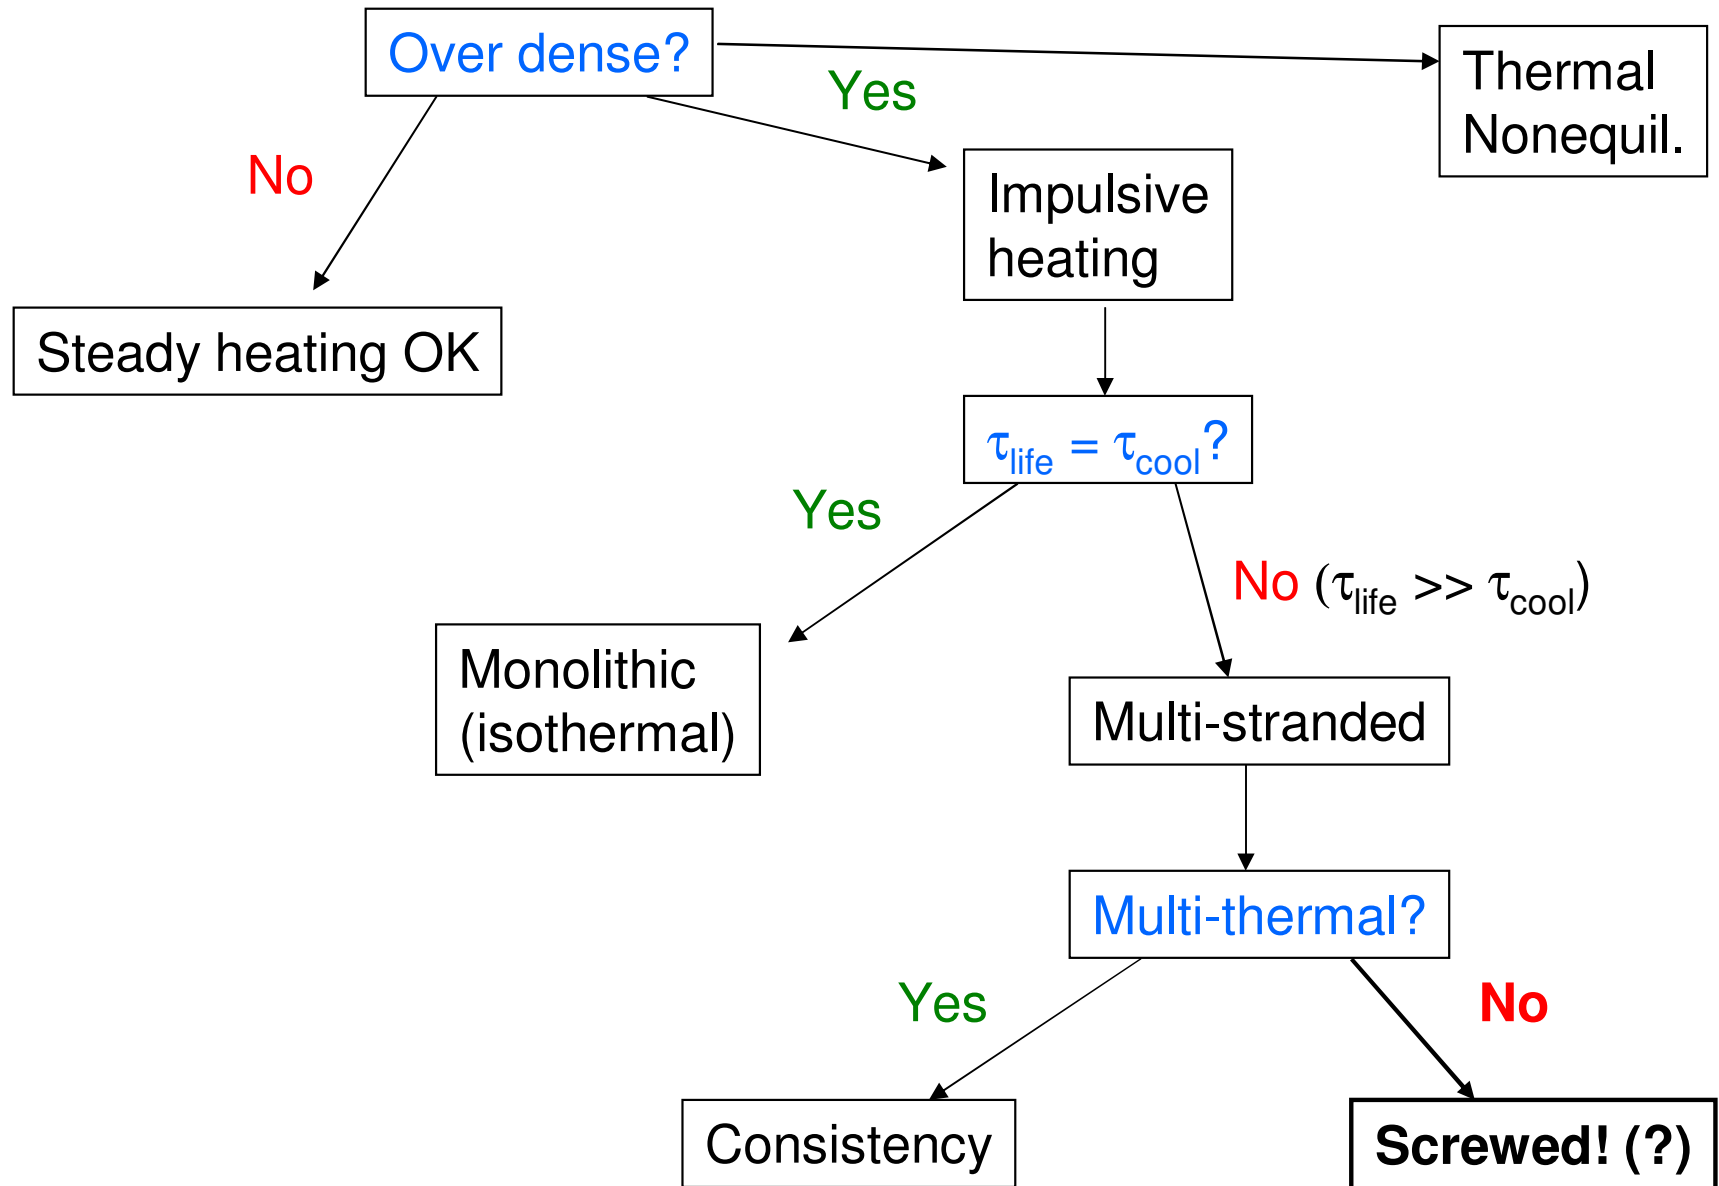 Over dense?
Yes
Thermal
Nonequil.
No
Impulsive
heating
Steady heating OK
τlife = τcool?
Yes
No (τlife >> τcool)
Monolithic
(isothermal)
Multi-stranded
Multi-thermal?
Yes
No
Consistency
Screwed! (?)